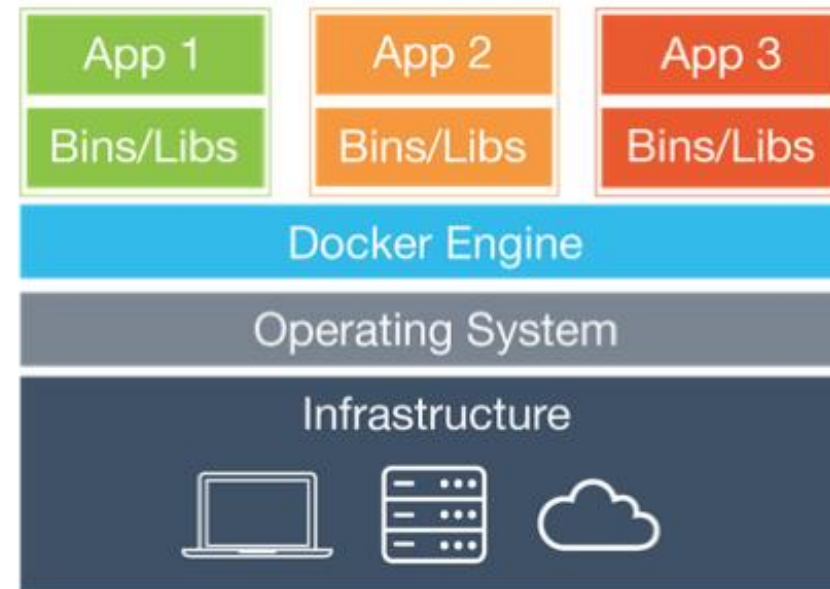 App 1
App 2
App 3
Bins/Libs
Bins/Libs
Bins/Libs
Docker Engine
Operating System
Infrastructure